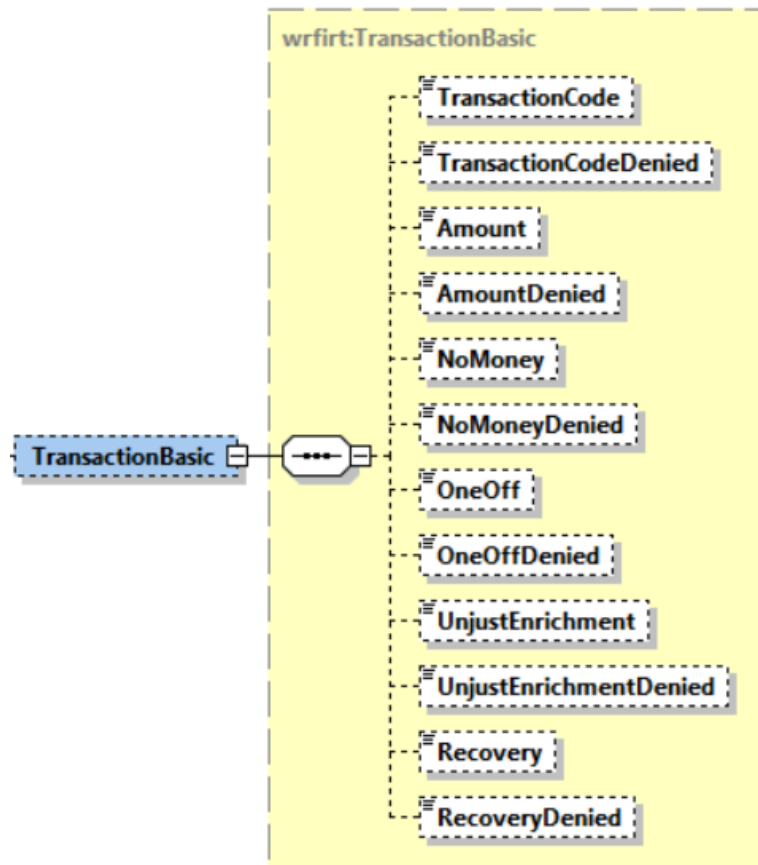 wrfirt:TransactionBasic
TransactionCode
TransactionCodeDenied
Amount
AmountDenied
NoMoney
NoMoneyDenied
TransactionBasic
OneOff
OneOffDenied
UnjustEnrichment
UnjustEnrichmentDenied
Recovery
RecoveryDenied